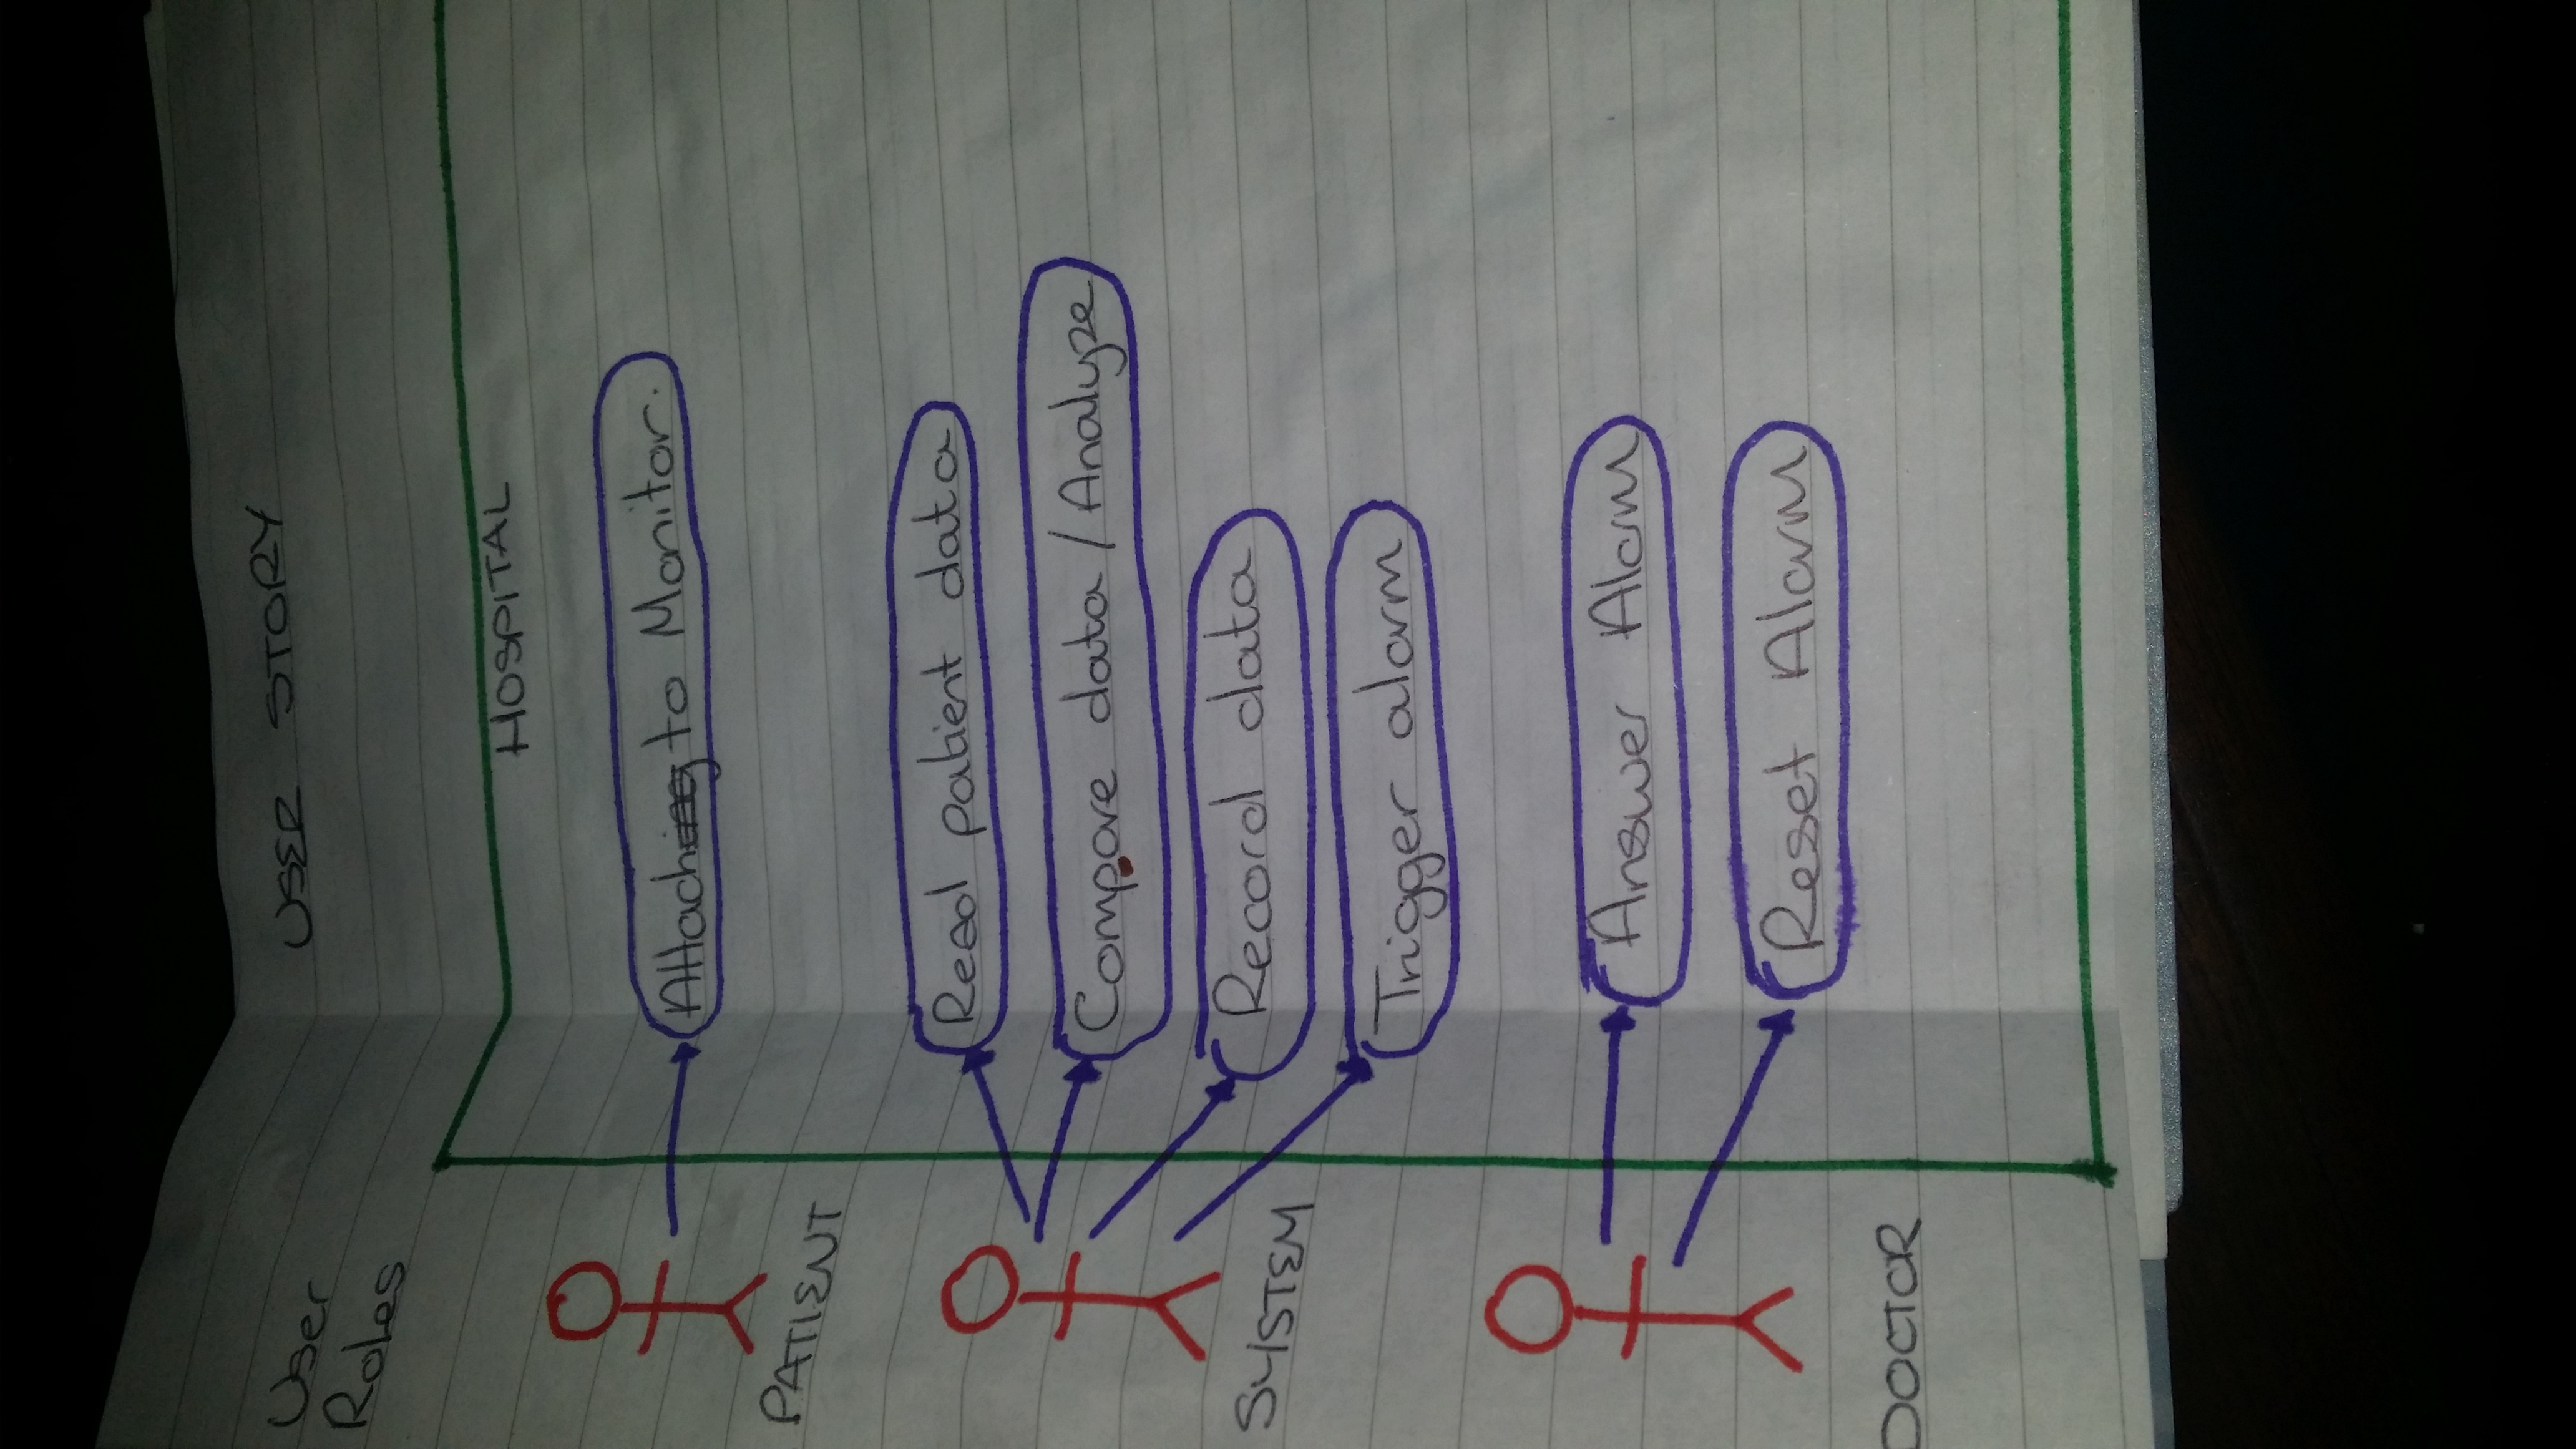 USER STORY
User
Roles
HOSPITAL
Attach to Monitor.
PATIENT
Read patient data
Compare data / Analyze
Record data
Trigger alarm
SYSTEM
Answer Alarm
Reset Alarm
DOCTOR